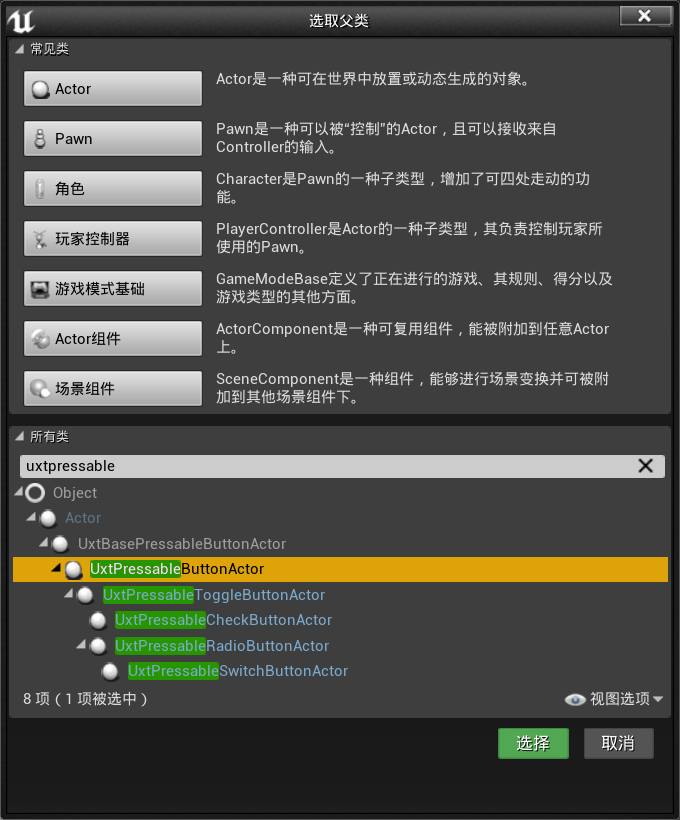 选取父类
常见类
Actor
Actor是一种可在世界中放置或动态生成的对象。
Pawn
Pawn是一种可以被“控制”的Actor，且可以接收来自
Controller的输入。
角色
Character是Pawn的一种子类型，增加了可四处走动的功
能。
玩家控制器
PlayerController是Actor的一种子类型，其负责控制玩家所
使用的Pawn。
游戏模式基础
GameModeBase定义了正在进行的游戏、其规则、得分以及
游戏类型的其他方面。
Actor组件
ActorComponent是一种可复用组件，能被附加到任意Actor
上。
场景组件
SceneComponent是一种组件，能够进行场景变换并可被附
加到其他场景组件下。
所有类
uxtpressable
Object
Actor
UxtBasePressableButtonActor
UxtPressableButtonActor
UxtPressableToggleButtonActor
UxtPressableCheckButtonActor
UxtPressableRadioButtonActor
UxtPressableSwitchButtonActor
8 项（1 项被选中）
视图选项
选择
取消